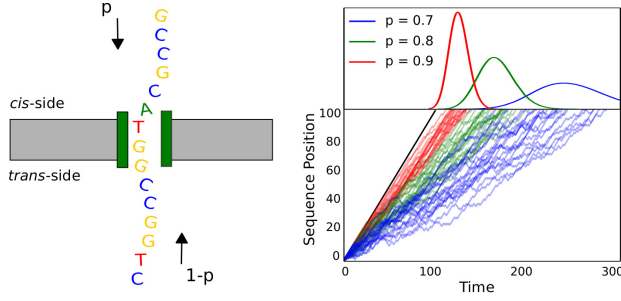 p
G
C
C
G
C
A
T
G
G
C
C
G
G
T
C
cis-side
trans-side
1-p
p = 0.7
p = 0.8
p = 0.9
Sequence Position
100
80
60
40
20
0
0 100 200 300
Time